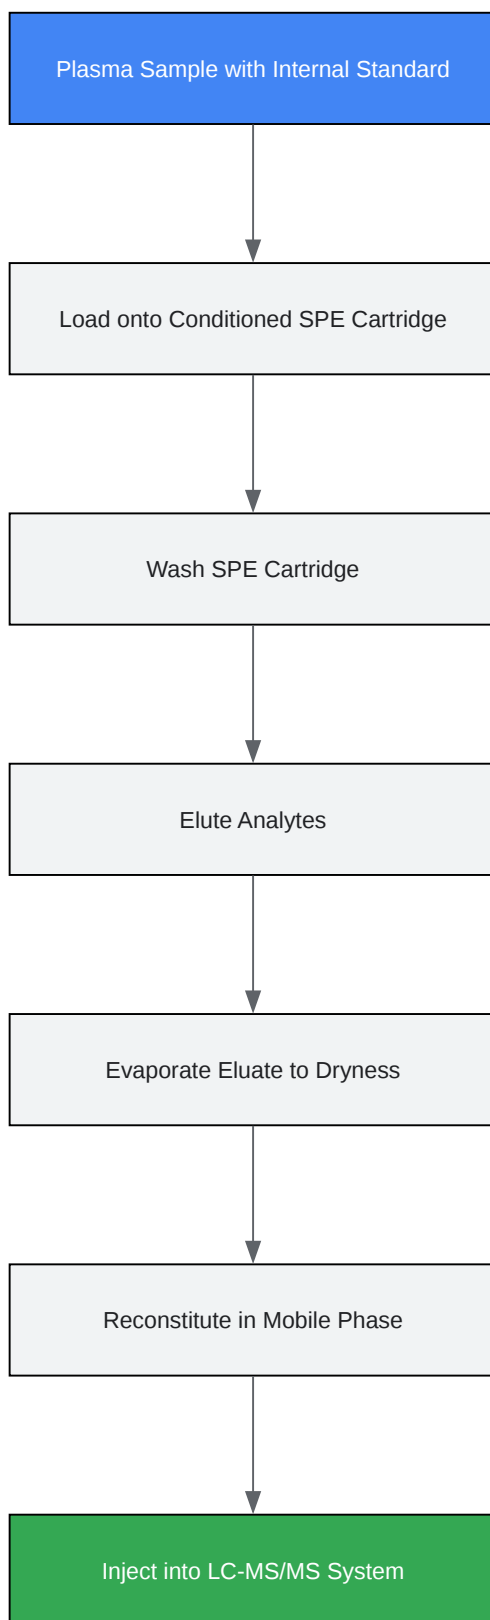 Plasma Sample with Internal Standard
Load onto Conditioned SPE Cartridge
Wash SPE Cartridge
Elute Analytes
Evaporate Eluate to Dryness
Reconstitute in Mobile Phase
Inject into LC-MS/MS System